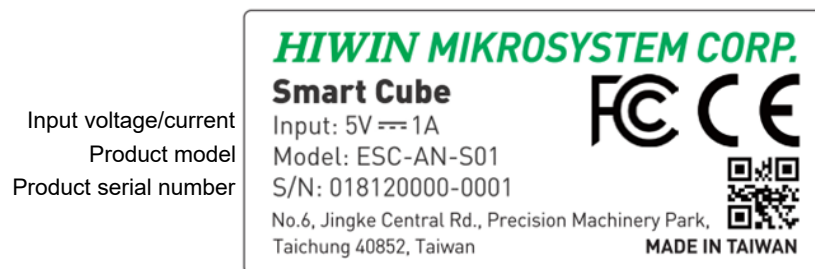 HIWIN MIKROSYSTEM CORP.
Smart Cube
FC CE
Input voltage/current
Input: 5V ⎓ 1A
Product model
Model: ESC-AN-S01
Product serial number
S/N: 018120000-0001
No.6, Jingke Central Rd., Precision Machinery Park,
Taichung 40852, Taiwan
MADE IN TAIWAN